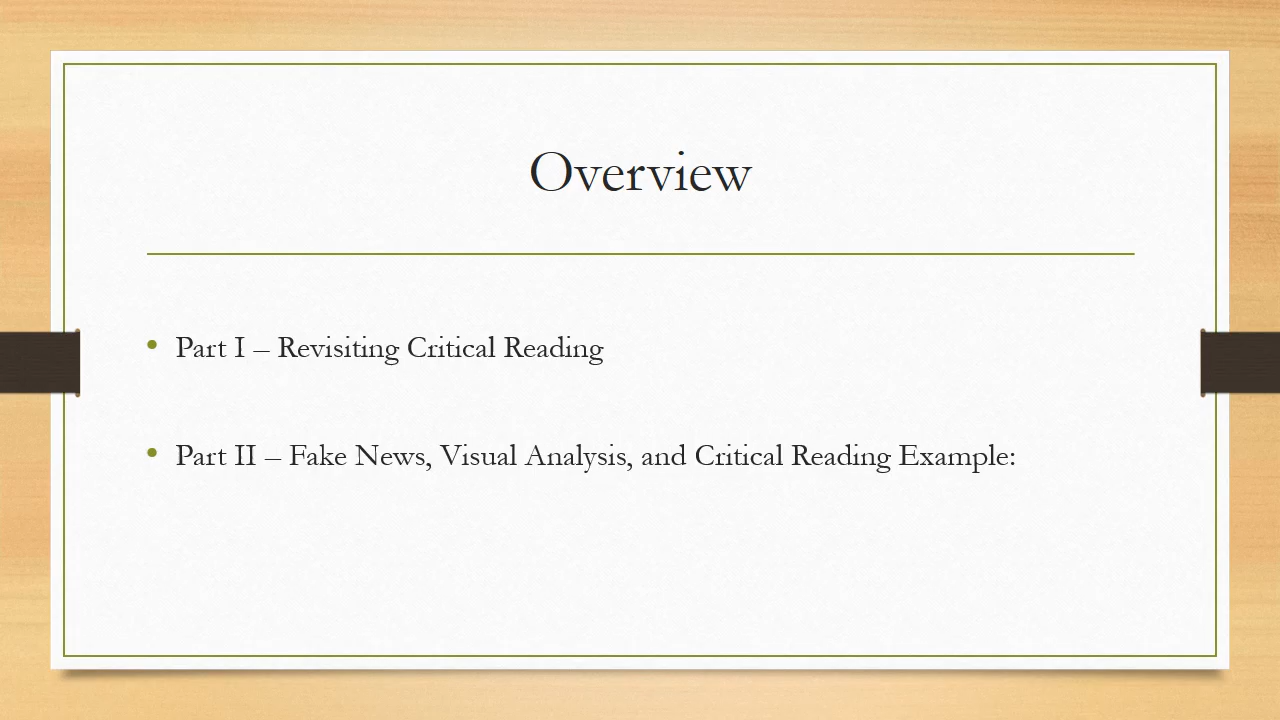 Overview
• Part I – Revisiting Critical Reading
• Part II – Fake News, Visual Analysis, and Critical Reading Example: